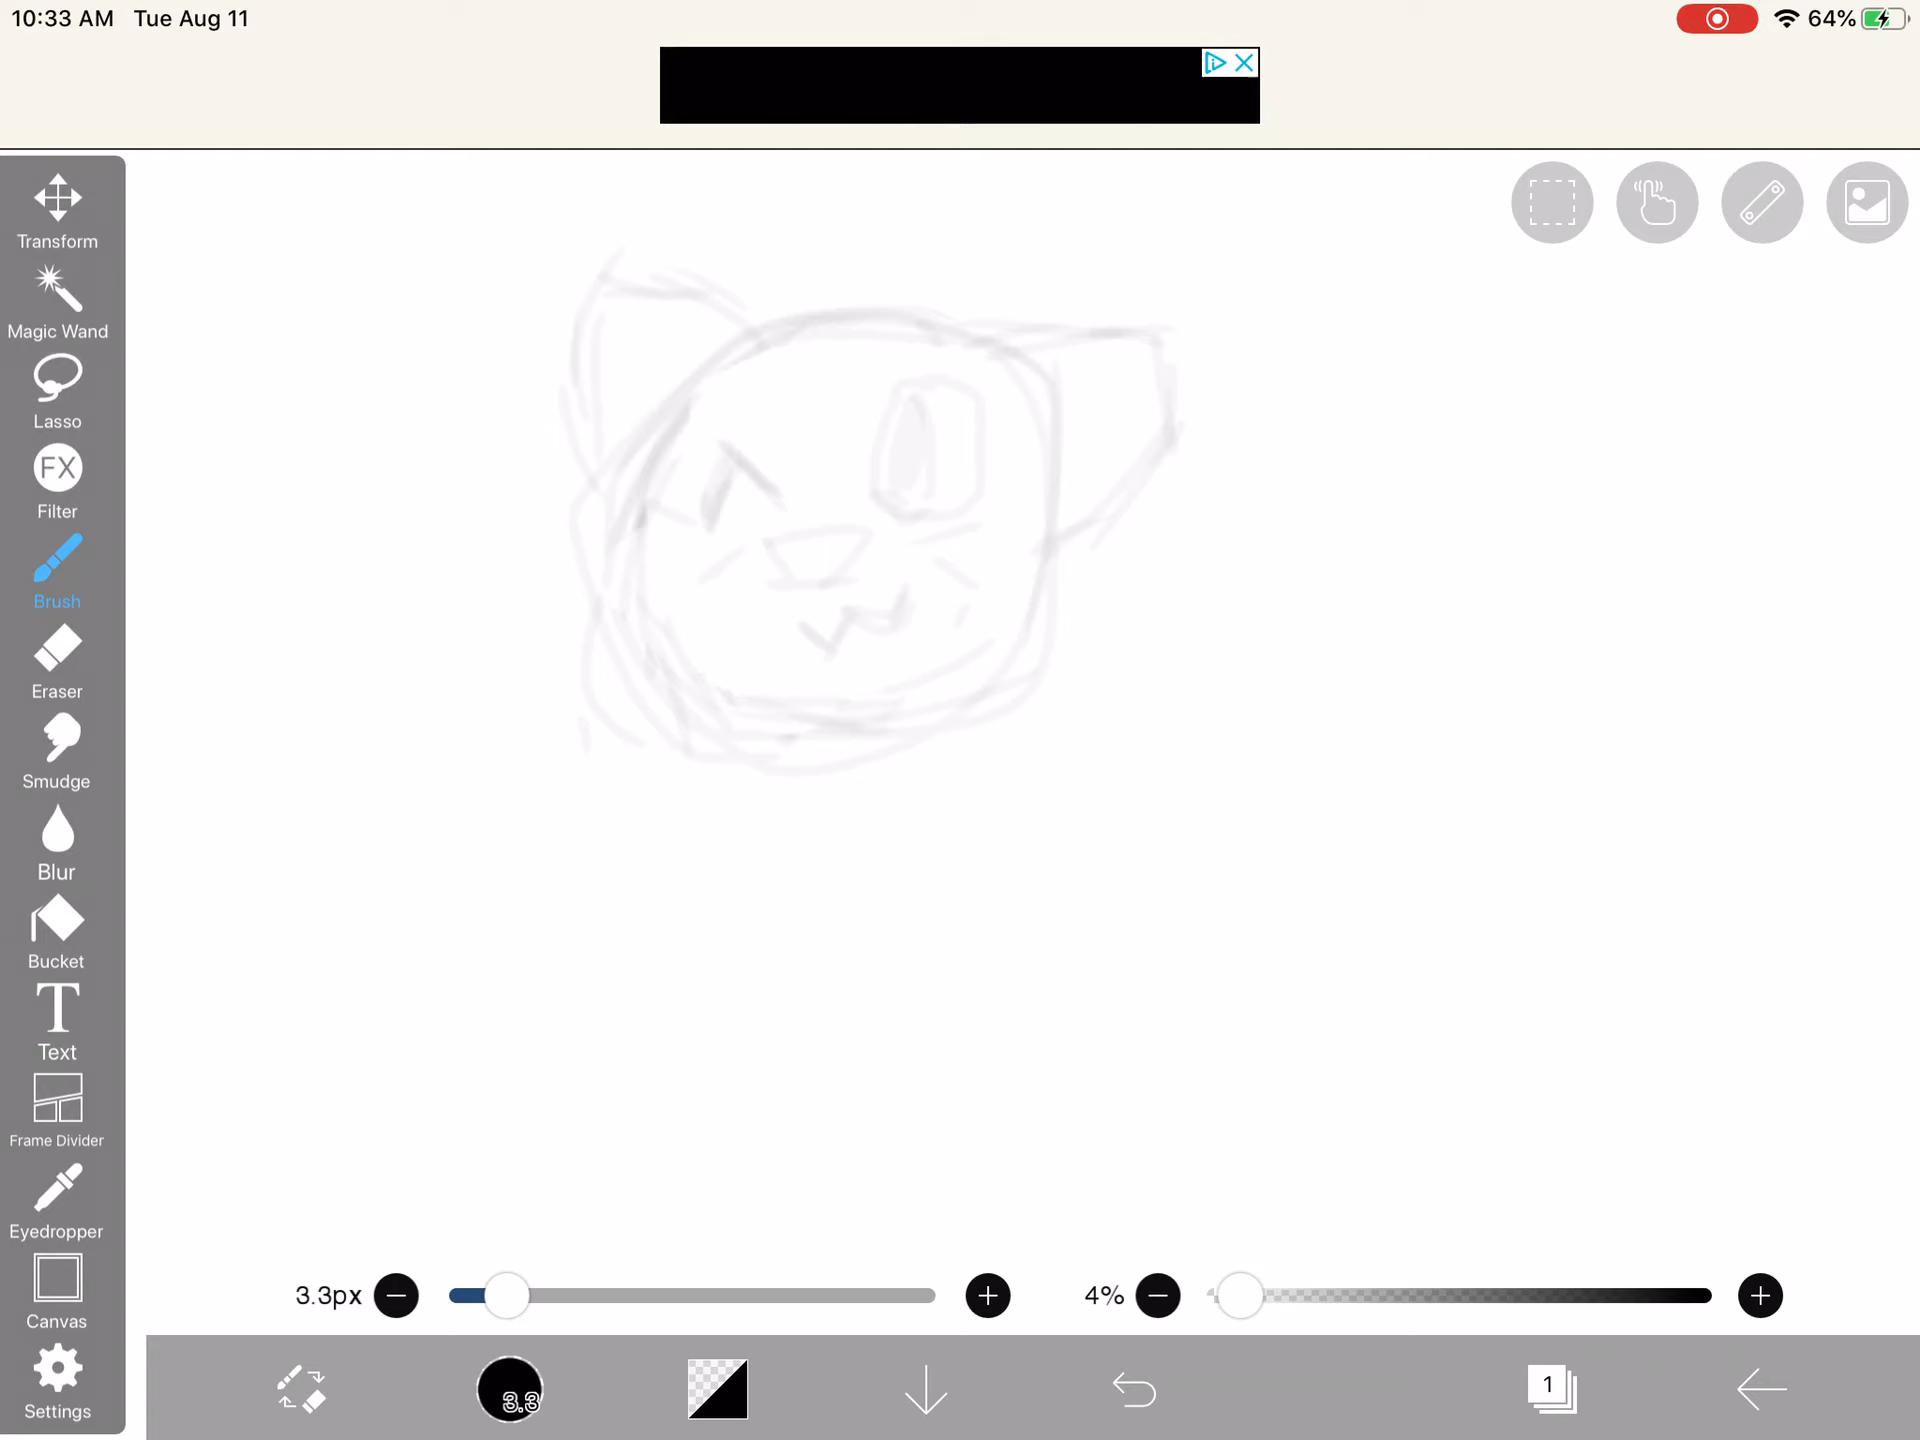 10:33 AM Tue Aug 11
64%
Transform
Magic Wand
Lasso
FX
Filter
Brush
Eraser
Smudge
Blur
Bucket
T
Text
Frame Divider
Eyedropper
Canvas
Settings
3.3px
4%
3.3
1